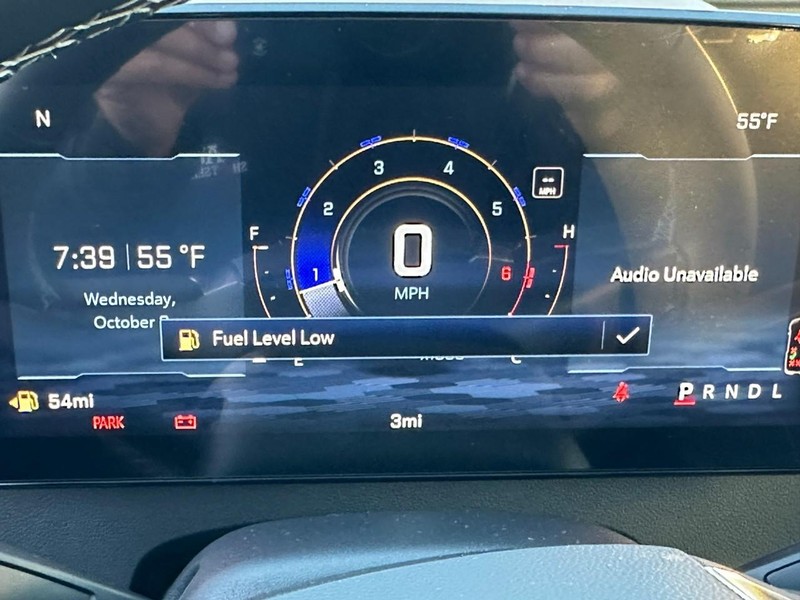 N
55°F
3 4
2 5
1 6
F H
-- MPH
0
MPH
7:39 | 55 °F
Wednesday,
October
Audio Unavailable
Fuel Level Low
E C
54mi
PARK
3mi
P R N D L